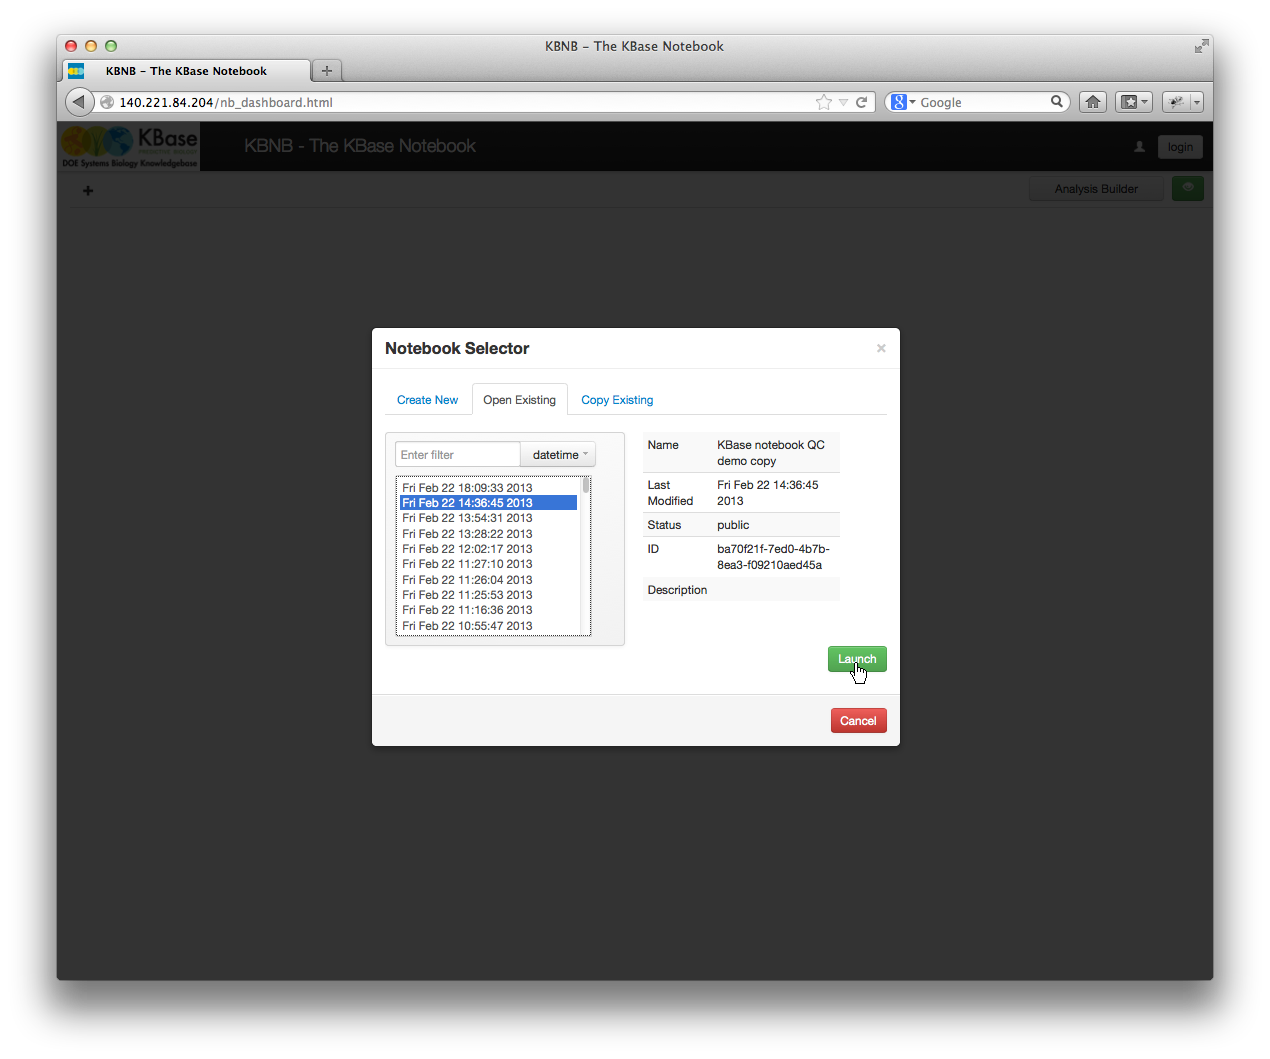 KBNB – The KBase Notebook
KBNB – The KBase Notebook
140.221.84.204/nb_dashboard.html
Google
KBase
DOE Systems Biology Knowledgebase
KBNB - The KBase Notebook
login
Analysis Builder
Notebook Selector
×
Create New
Open Existing
Copy Existing
Enter filter
datetime
Fri Feb 22 18:09:33 2013
Fri Feb 22 14:36:45 2013
Fri Feb 22 13:54:31 2013
Fri Feb 22 13:28:22 2013
Fri Feb 22 12:02:17 2013
Fri Feb 22 11:27:10 2013
Fri Feb 22 11:26:04 2013
Fri Feb 22 11:25:53 2013
Fri Feb 22 11:16:36 2013
Fri Feb 22 10:55:47 2013
Name
KBase notebook QC
demo copy
Last
Modified
Fri Feb 22 14:36:45
2013
Status
public
ID
ba70f21f-7ed0-4b7b-
8ea3-f09210aed45a
Description
Launch
Cancel